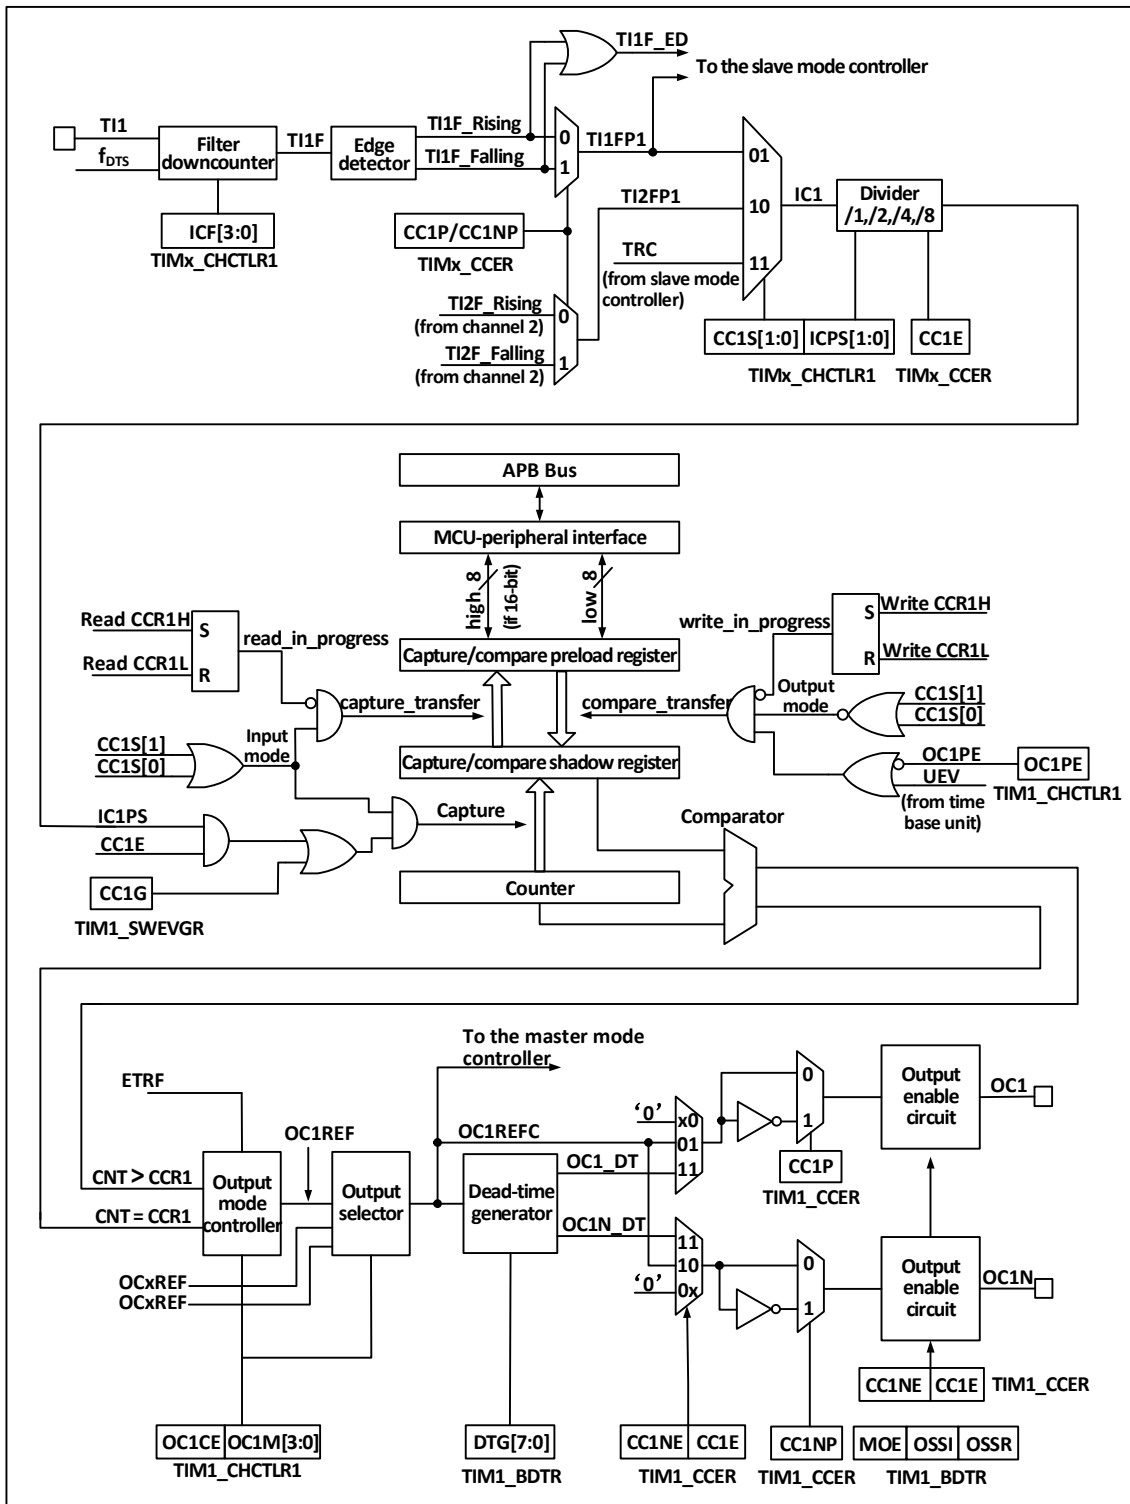 TI1F_ED
To the slave mode controller
TI1
fDTS
Filter
downcounter
TI1F
Edge
detector
TI1F_Rising
TI1F_Falling
0
1
TI1FP1
01
10
11
IC1
Divider
/1,/2,/4,/8
TI2FP1
ICF[3:0]
TIMx_CHCTLR1
CC1P/CC1NP
TIMx_CCER
TRC
(from slave mode
controller)
TI2F_Rising
(from channel 2)
TI2F_Falling
(from channel 2)
0
1
CC1S[1:0]
ICPS[1:0]
CC1E
TIMx_CHCTLR1
TIMx_CCER
APB Bus
MCU-peripheral interface
high
8
(if 16-bit)
low
8
Read CCR1H
Read CCR1L
S
R
read_in_progress
Capture/compare preload register
write_in_progress
S
R
Write CCR1H
Write CCR1L
capture_transfer
compare_transfer
Output
mode
CC1S[1]
CC1S[0]
CC1S[1]
CC1S[0]
Input
mode
Capture/compare shadow register
OC1PE
UEV
(from time
base unit)
OC1PE
TIM1_CHCTLR1
IC1PS
CC1E
Capture
Comparator
CC1G
TIM1_SWEVGR
Counter
To the master mode
controller
ETRF
OC1REF
CNT > CCR1
CNT = CCR1
Output
mode
controller
Output
selector
OC1REFC
Dead-time
generator
OC1_DT
OC1N_DT
‘0’
x0
01
11
11
10
0x
‘0’
0
1
CC1P
TIM1_CCER
Output
enable
circuit
OC1
0
1
Output
enable
circuit
OC1N
OCxREF
OCxREF
CC1NE
CC1E
TIM1_CCER
OC1CE
OC1M[3:0]
TIM1_CHCTLR1
DTG[7:0]
TIM1_BDTR
CC1NE
CC1E
TIM1_CCER
CC1NP
TIM1_CCER
MOE
OSSI
OSSR
TIM1_BDTR